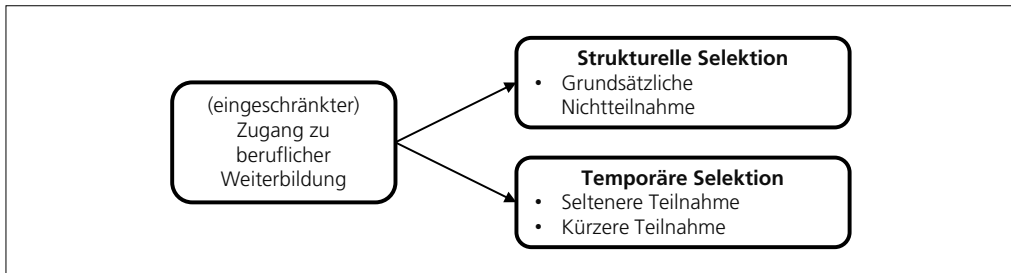 (eingeschränkter)
Zugang zu
beruflicher
Weiterbildung
Strukturelle Selektion
• Grundsätzliche
Nichtteilnahme
Temporäre Selektion
• Seltenere Teilnahme
• Kürzere Teilnahme